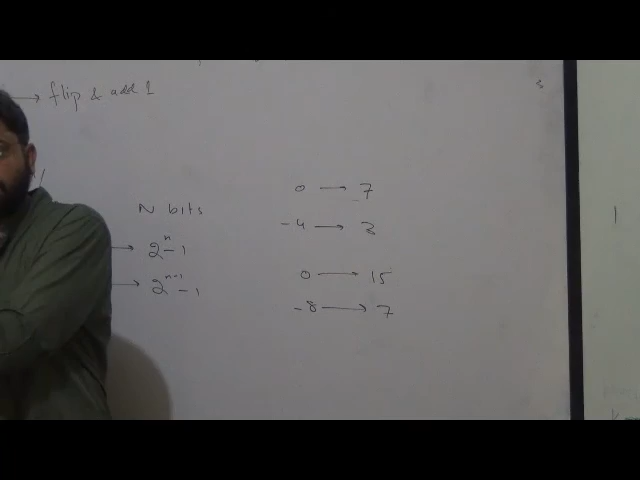 → flip & add 1
N bits
→ 2^n - 1
→ 2^{n-1} - 1
0 → 7
-4 → 3
0 → 15
-8 → 7